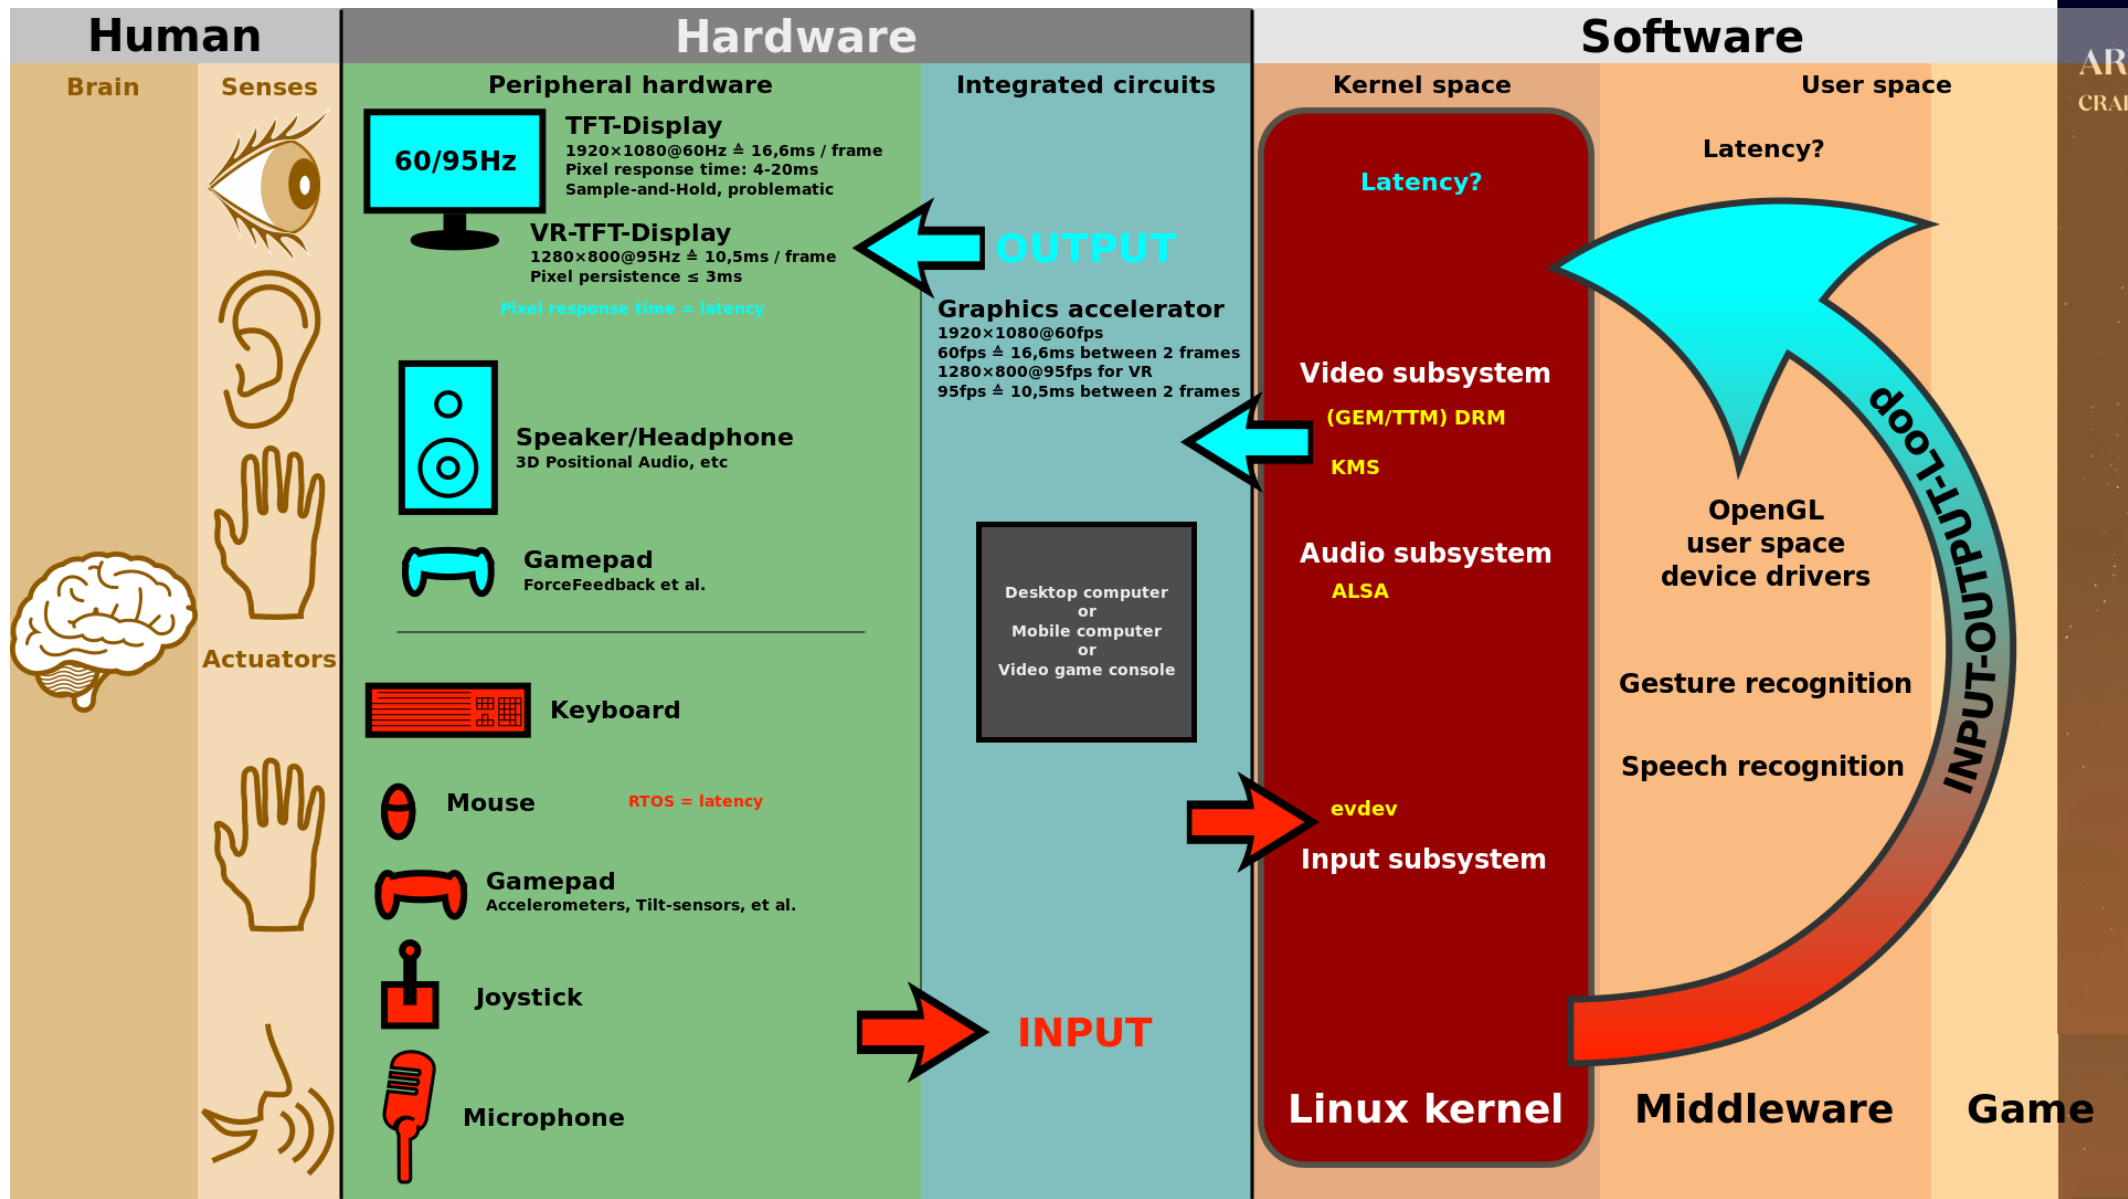 Human
Hardware
Software
Brain
Senses
Peripheral hardware
Integrated circuits
Kernel space
User space
60/95Hz
TFT-Display
1920×1080@60Hz ≙ 16,6ms / frame
Pixel response time: 4-20ms
Sample-and-Hold, problematic
VR-TFT-Display
1280×800@95Hz ≙ 10,5ms / frame
Pixel persistence ≤ 3ms
Pixel response time = latency
Speaker/Headphone
3D Positional Audio, etc
Gamepad
ForceFeedback et al.
Actuators
Keyboard
Mouse
RTOS = latency
Gamepad
Accelerometers, Tilt-sensors, et al.
Joystick
Microphone
OUTPUT
Graphics accelerator
1920×1080@60fps
60fps ≙ 16,6ms between 2 frames
1280×800@95fps for VR
95fps ≙ 10,5ms between 2 frames
Desktop computer
or
Mobile computer
or
Video game console
INPUT
Latency?
Video subsystem
(GEM/TTM) DRM
KMS
Audio subsystem
ALSA
evdev
Input subsystem
Linux kernel
Latency?
OpenGL
user space
device drivers
Gesture recognition
Speech recognition
INPUT-OUTPUT-Loop
Middleware
Game
AR
CRA